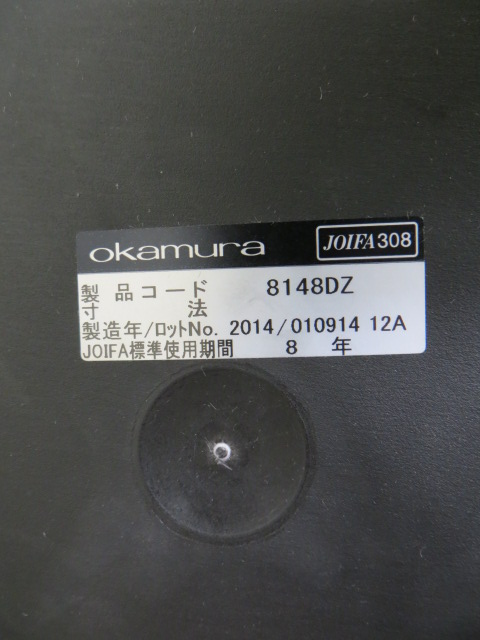 okamura JOIFA308
製品コード 8148DZ
寸法
製造年/ロットNo. 2014/010914 12A
JOIFA標準使用期間 8 年